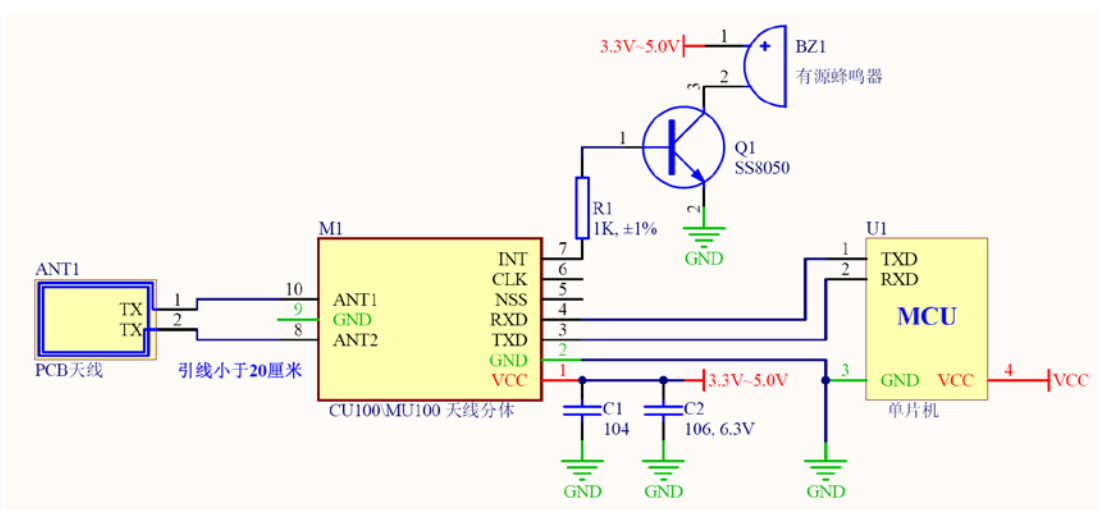 3.3V~5.0V
1
BZ1
2
有源蜂鸣器
3
1
Q1
SS8050
2
GND
R1
1K, ±1%
M1
U1
ANT1
TX 1
TX 2
PCB天线
引线小于20厘米
10 ANT1
9 GND
8 ANT2
INT 7
CLK 6
NSS 5
RXD 4
TXD 3
GND 2
VCC 1
CU100\MU100 天线分体
3.3V~5.0V
C1
104
C2
106, 6.3V
GND
GND
GND
1 TXD
2 RXD
MCU
3 GND VCC 4 VCC
单片机